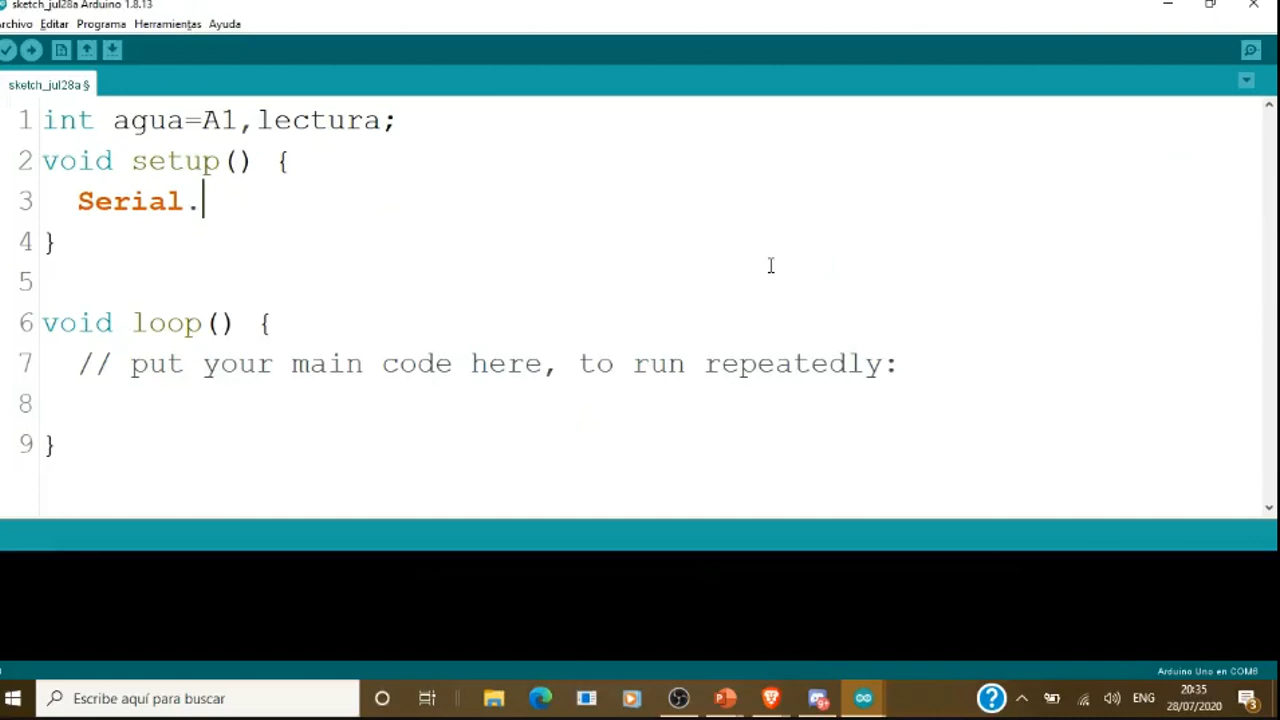 sketch_jul28a Arduino 1.8.13
Archivo Editar Programa Herramientas Ayuda
sketch_jul28a §
1 int agua=A1,lectura;
2 void setup() {
3 Serial.
4 }
5
6 void loop() {
7 // put your main code here, to run repeatedly:
8
9 }
Arduino Uno en COM6
Escribe aquí para buscar
ENG
20:35
28/07/2020
3